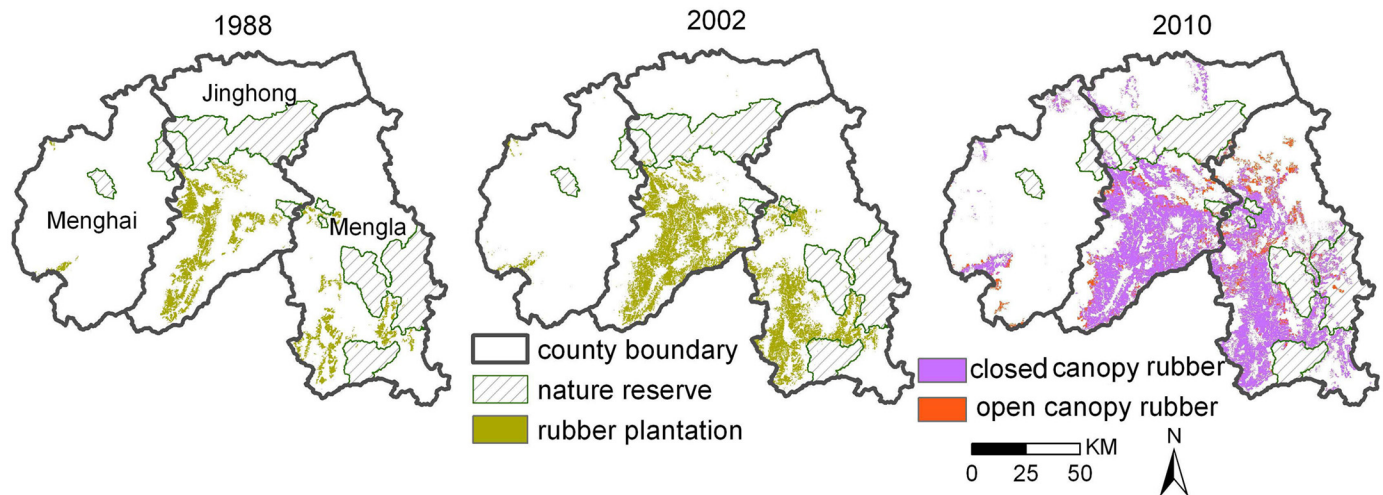 1988
2002
2010
Jinghong
Menghai
Mengla
county boundary
nature reserve
rubber plantation
closed canopy rubber
open canopy rubber
KM
0 25 50
N